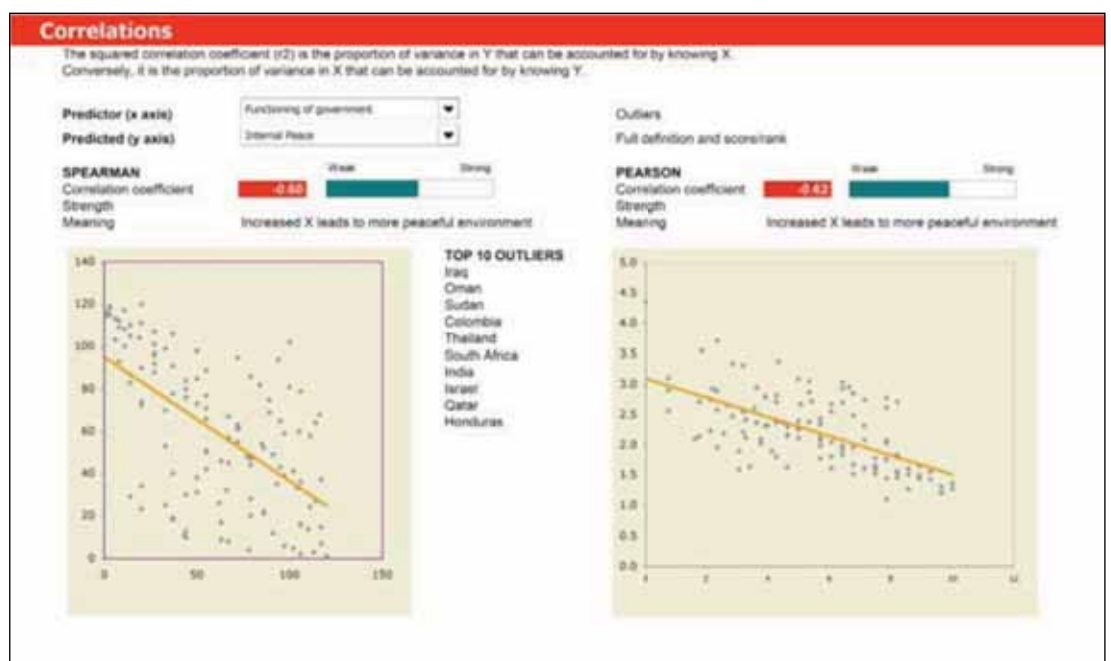 Correlations
The squared correlation coefficient (r2) is the proportion of variance in Y that can be accounted for by knowing X.
Conversely, it is the proportion of variance in X that can be accounted for by knowing Y.
Predictor (x axis) Functioning of government
Outliers
Predicted (y axis) Internal Peace
Full definition and score/rank
SPEARMAN
Weak Strong
Correlation coefficient -0.60
Strength
Meaning Increased X leads to more peaceful environment
PEARSON
Weak Strong
Correlation coefficient
Strength
Meaning Increased X leads to more peaceful environment
140
120
100
80
60
40
20
0
0 50 100 150
TOP 10 OUTLIERS
Iraq
Oman
Sudan
Colombia
Thailand
South Africa
India
Israel
Qatar
Honduras
5.0
4.5
4.0
3.5
3.0
2.5
2.0
1.5
1.0
0.5
0.0
0 2 4 6 8 10 12